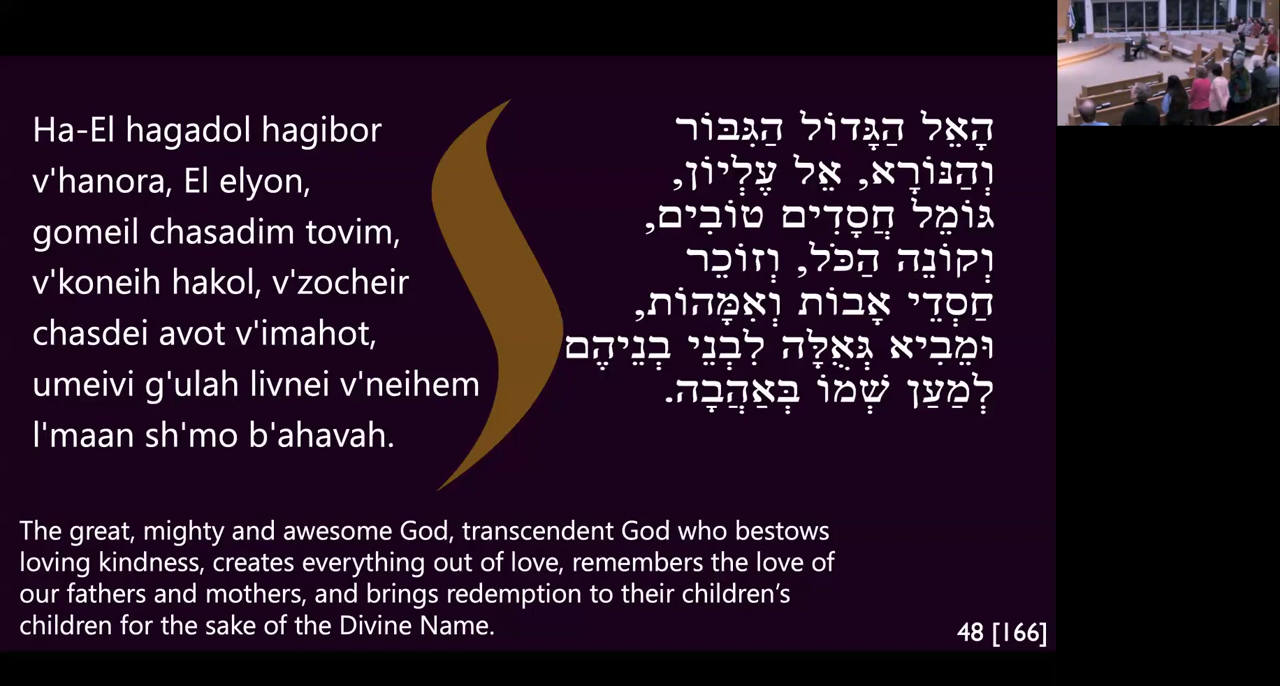 Ha-El hagadol hagibor
v'hanora, El elyon,
gomeil chasadim tovim,
v'koneih hakol, v'zocheir
chasdei avot v'imahot,
umeivi g'ulah livnei v'neihem
l'maan sh'mo b'ahavah.
הָאֵל הַגָּדוֹל הַגִּבּוֹר
וְהַנּוֹרָא, אֵל עֶלְיוֹן,
גּוֹמֵל חֲסָדִים טוֹבִים,
וְקוֹנֵה הַכֹּל, וְזוֹכֵר
חַסְדֵי אָבוֹת וְאִמָּהוֹת,
וּמֵבִיא גְּאֻלָּה לִבְנֵי בְנֵיהֶם
לְמַעַן שְׁמוֹ בְּאַהֲבָה.
The great, mighty and awesome God, transcendent God who bestows
loving kindness, creates everything out of love, remembers the love of
our fathers and mothers, and brings redemption to their children’s
children for the sake of the Divine Name.
48 [166]